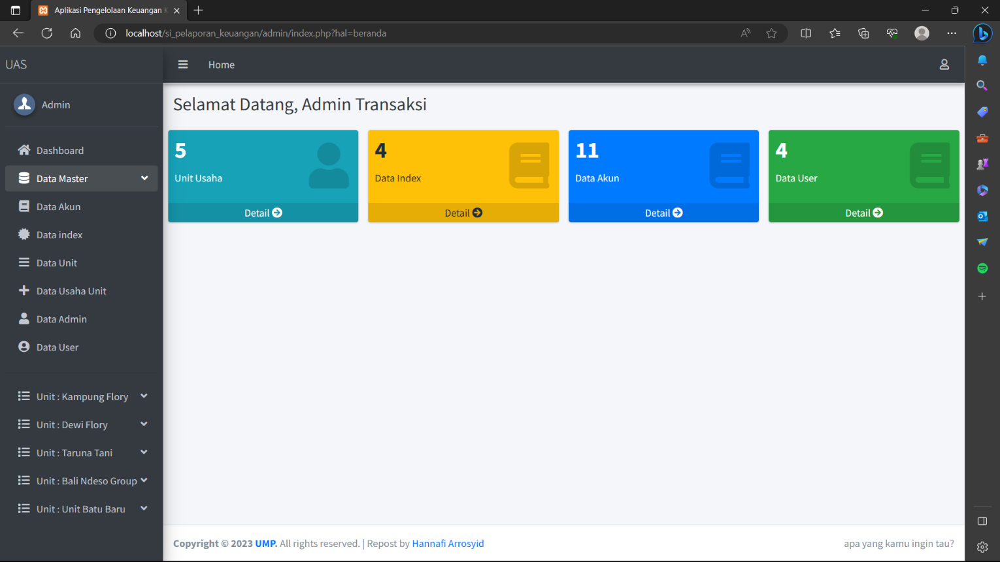 Aplikasi Pengelolaan Keuangan
localhost/si_pelaporan_keuangan/admin/index.php?hal=beranda
UAS
Home
Admin
Selamat Datang, Admin Transaksi
Dashboard
Data Master
Data Akun
Data index
Data Unit
Data Usaha Unit
Data Admin
Data User
Unit : Kampung Flory
Unit : Dewi Flory
Unit : Taruna Tani
Unit : Bali Ndeso Group
Unit : Unit Batu Baru
5
Unit Usaha
Detail
4
Data Index
Detail
11
Data Akun
Detail
4
Data User
Detail
Copyright © 2023 UMP. All rights reserved. | Repost by Hannafi Arrosyid
apa yang kamu ingin tau?